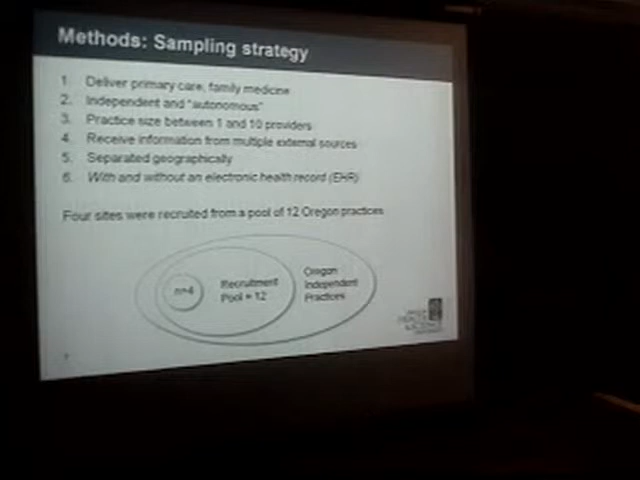 Methods: Sampling strategy
1. Deliver primary care, family medicine
2. Independent and "autonomous"
3. Practice size between 1 and 10 providers
4. Receive information from multiple external sources
5. Separated geographically
6. With and without an electronic health record (EHR)
Four sites were recruited from a pool of 12 Oregon practices
n=4
Recruitment
Pool = 12
Oregon
Independent
Practices
HEALTH
& SCIENCE